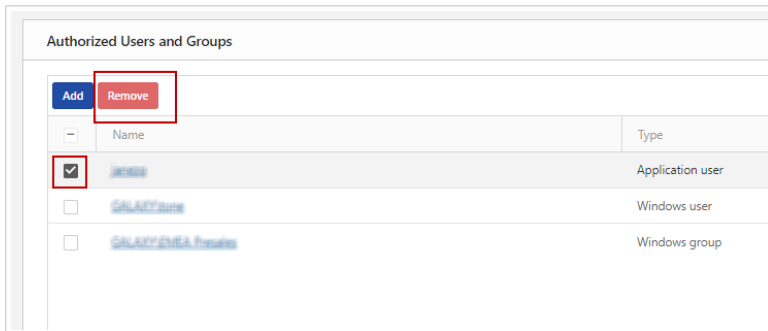 Authorized Users and Groups
Add Remove
Name Type
Application user
Windows user
Windows group